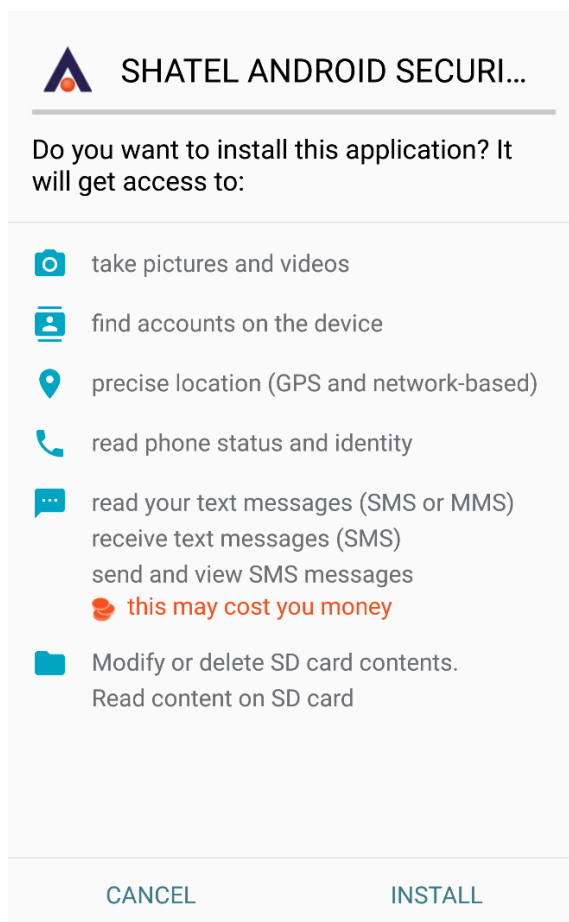 SHATEL ANDROID SECURI...
Do you want to install this application? It
will get access to:
take pictures and videos
find accounts on the device
precise location (GPS and network-based)
read phone status and identity
read your text messages (SMS or MMS)
receive text messages (SMS)
send and view SMS messages
this may cost you money
Modify or delete SD card contents.
Read content on SD card
CANCEL
INSTALL